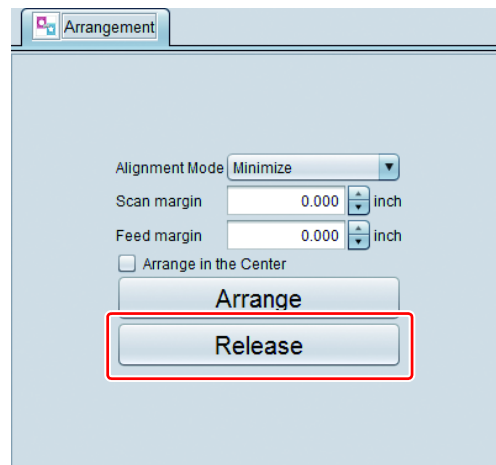 Arrangement
Alignment Mode Minimize
Scan margin 0.000 inch
Feed margin 0.000 inch
Arrange in the Center
Arrange
Release